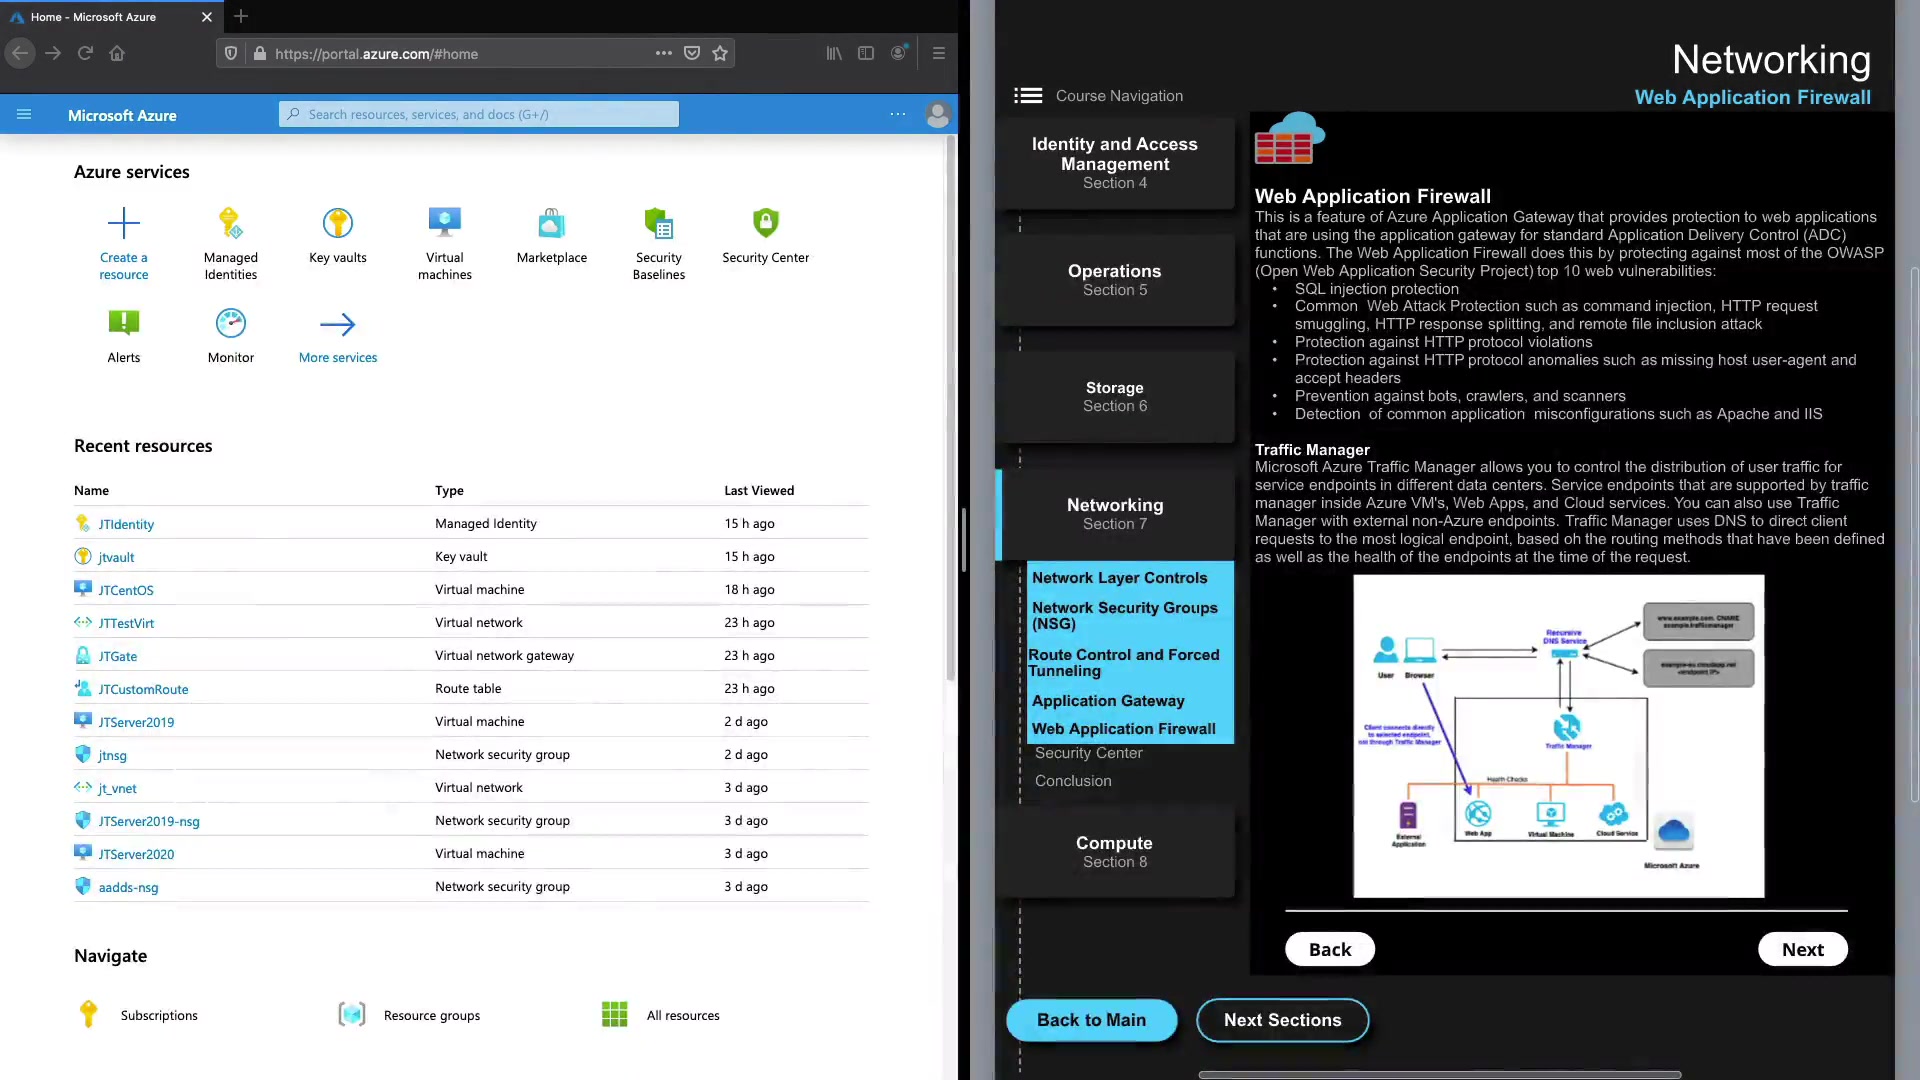 Home - Microsoft Azure
https://portal.azure.com/#home
Microsoft Azure
Search resources, services, and docs (G+/)
Azure services
Create a
resource
Managed
Identities
Key vaults
Virtual
machines
Marketplace
Security
Baselines
Security Center
Alerts
Monitor
More services
Recent resources
Name Type Last Viewed
JTIdentity Managed Identity 15 h ago
jtvault Key vault 15 h ago
JTCentOS Virtual machine 18 h ago
JTTestVirt Virtual network 23 h ago
JTGate Virtual network gateway 23 h ago
JTCustomRoute Route table 23 h ago
JTServer2019 Virtual machine 2 d ago
jtnsg Network security group 2 d ago
jt_vnet Virtual network 3 d ago
JTServer2019-nsg Network security group 3 d ago
JTServer2020 Virtual machine 3 d ago
aadds-nsg Network security group 3 d ago
Navigate
Subscriptions
Resource groups
All resources
Networking
Web Application Firewall
Course Navigation
Identity and Access
Management
Section 4
Operations
Section 5
Storage
Section 6
Networking
Section 7
Network Layer Controls
Network Security Groups
(NSG)
Route Control and Forced
Tunneling
Application Gateway
Web Application Firewall
Security Center
Conclusion
Compute
Section 8
Web Application Firewall
This is a feature of Azure Application Gateway that provides protection to web applications
that are using the application gateway for standard Application Delivery Control (ADC)
functions. The Web Application Firewall does this by protecting against most of the OWASP
(Open Web Application Security Project) top 10 web vulnerabilities:
• SQL injection protection
• Common Web Attack Protection such as command injection, HTTP request
smuggling, HTTP response splitting, and remote file inclusion attack
• Protection against HTTP protocol violations
• Protection against HTTP protocol anomalies such as missing host user-agent and
accept headers
• Prevention against bots, crawlers, and scanners
• Detection of common application misconfigurations such as Apache and IIS
Traffic Manager
Microsoft Azure Traffic Manager allows you to control the distribution of user traffic for
service endpoints in different data centers. Service endpoints that are supported by traffic
manager inside Azure VM's, Web Apps, and Cloud services. You can also use Traffic
Manager with external non-Azure endpoints. Traffic Manager uses DNS to direct client
requests to the most logical endpoint, based oh the routing methods that have been defined
as well as the health of the endpoints at the time of the request.
Recursive
DNS Service
www.example.com. CNAME
example.trafficmanager
example-eu.cloudapp.net
<endpoint IP>
User
Browser
Client connects directly
to selected endpoint,
not through Traffic Manager
Traffic Manager
Health Checks
External
Application
Web App
Virtual Machine
Cloud Service
Microsoft Azure
Back
Next
Back to Main
Next Sections